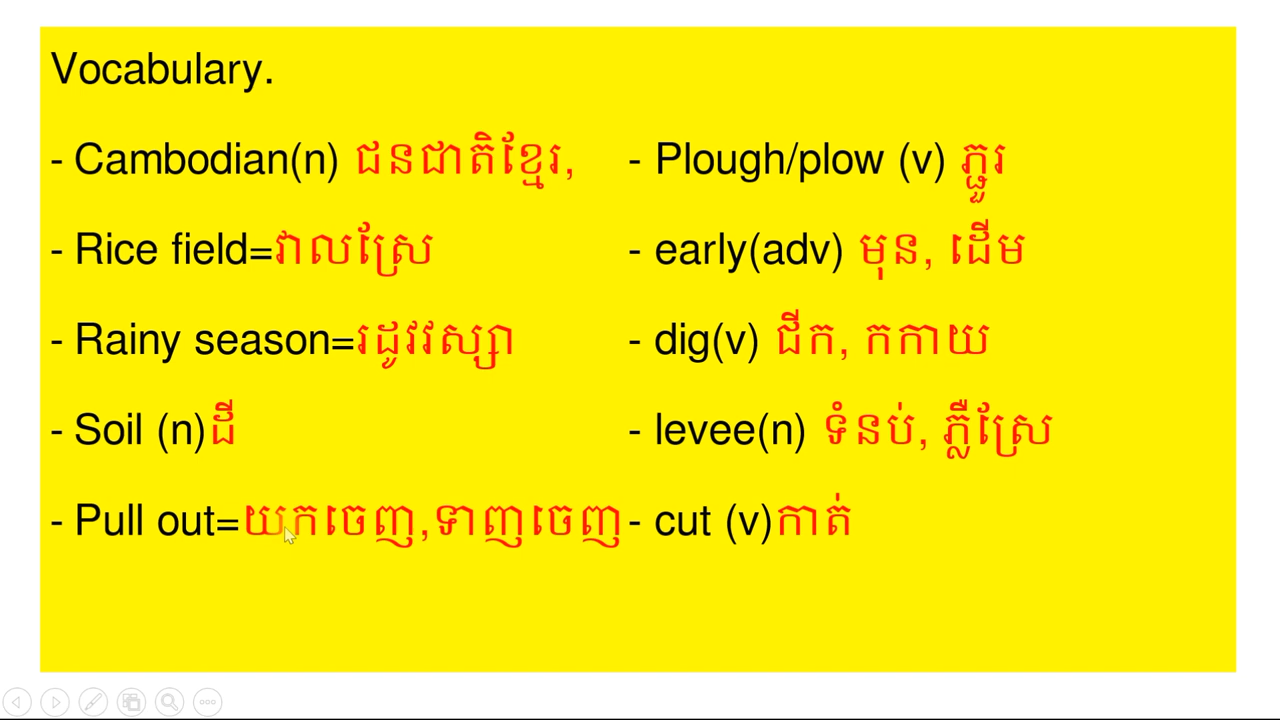 Vocabulary.
- Cambodian(n) ជនជាតិខ្មែរ,
- Rice field=វាលស្រែ
- Rainy season=រដូវវស្សា
- Soil (n)ដី
- Pull out=យកចេញ,ទាញចេញ
- Plough/plow (v) ភ្ជួរ
- early(adv) មុន, ដើម
- dig(v) ជីក, កកាយ
- levee(n) ទំនប់, ភ្លឺស្រែ
- cut (v)កាត់